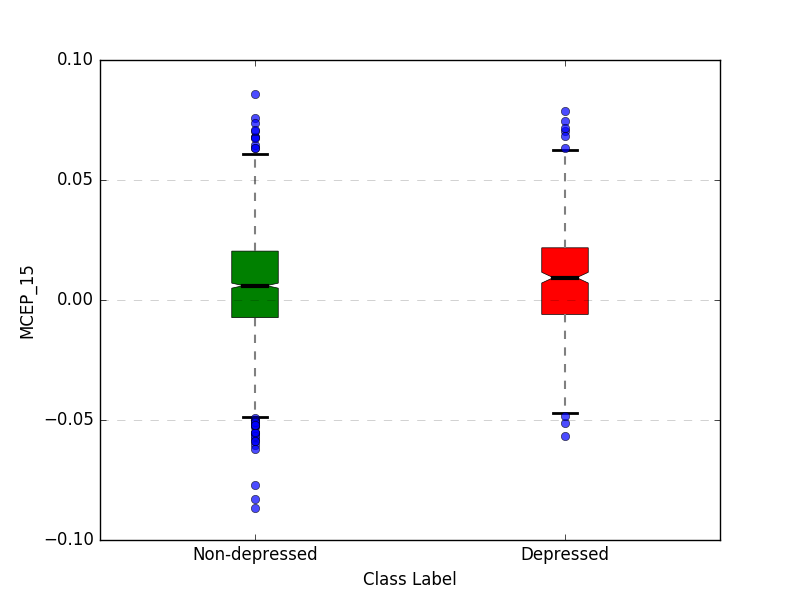 0.10
0.05
0.00
−0.05
−0.10
MCEP_15
Non-depressed
Depressed
Class Label